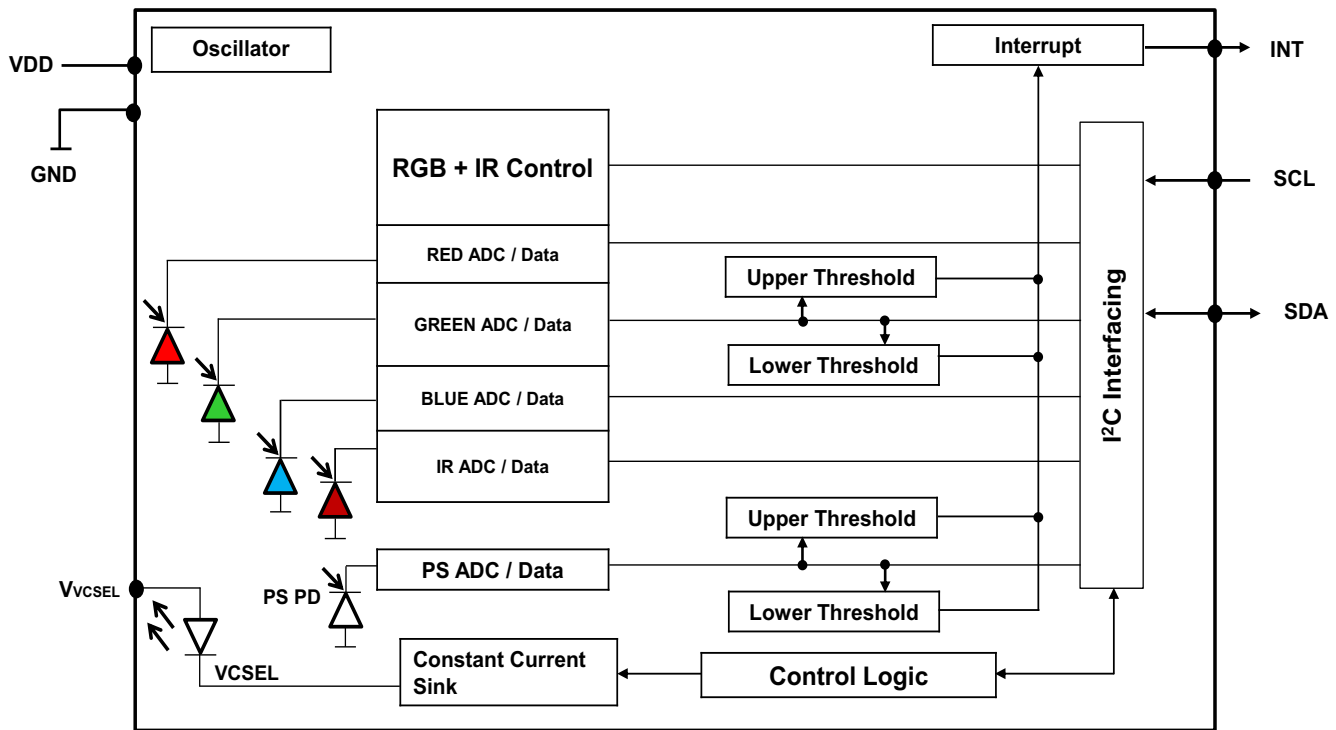 Oscillator
Interrupt
INT
VDD
GND
RGB + IR Control
SCL
RED ADC / Data
Upper Threshold
GREEN ADC / Data
SDA
Lower Threshold
BLUE ADC / Data
IR ADC / Data
I²C Interfacing
Upper Threshold
PS ADC / Data
VVCSEL
PS PD
Lower Threshold
VCSEL
Constant Current
Sink
Control Logic